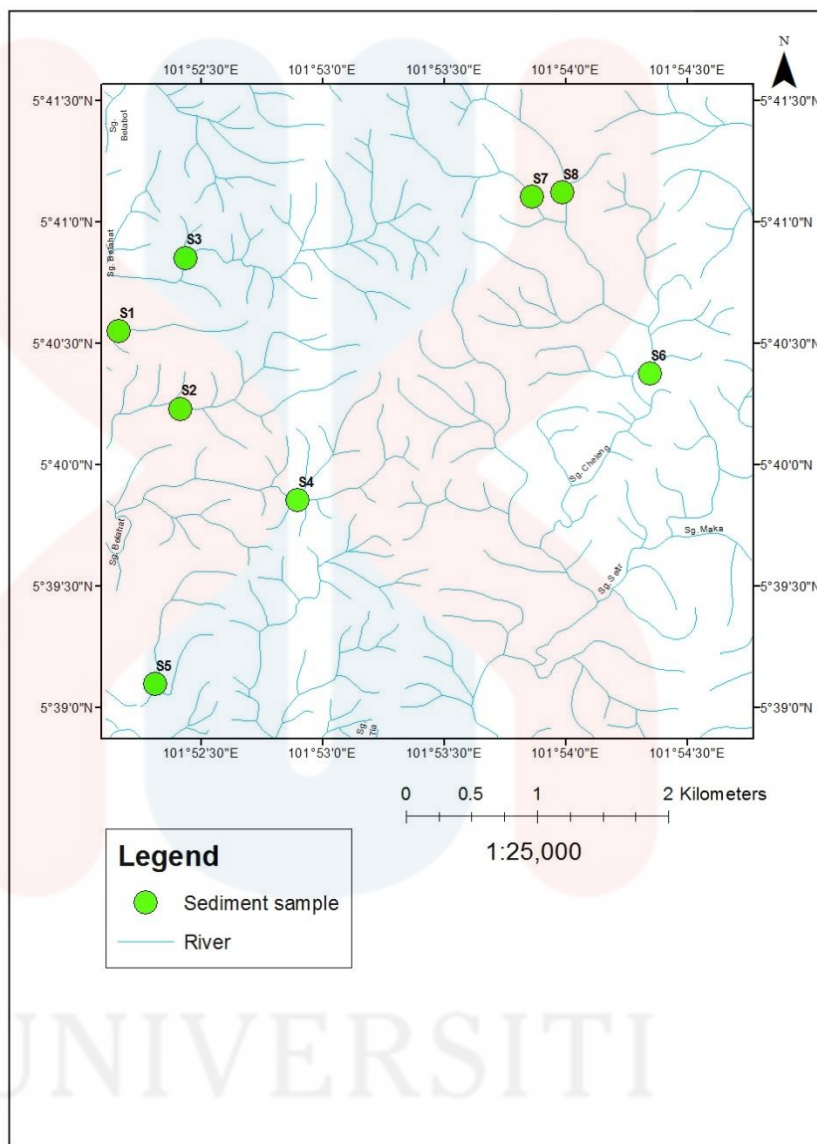 N
101°52'30"E 101°53'0"E 101°53'30"E 101°54'0"E 101°54'30"E
5°41'30"N 5°41'30"N
Sg. Belabot
S7 S8
5°41'0"N 5°41'0"N
Sg. Belahat
S3
S1
5°40'30"N 5°40'30"N
S6
S2
5°40'0"N 5°40'0"N
Sg. Chelang
S4
Sg. Belahat
Sg. Maka
5°39'30"N 5°39'30"N
Sg. Setr
S5
5°39'0"N 5°39'0"N
Sg. Tia
101°52'30"E 101°53'0"E 101°53'30"E 101°54'0"E 101°54'30"E
0 0.5 1 2 Kilometers
1:25,000
Legend
Sediment sample
River
UNIVERSITI